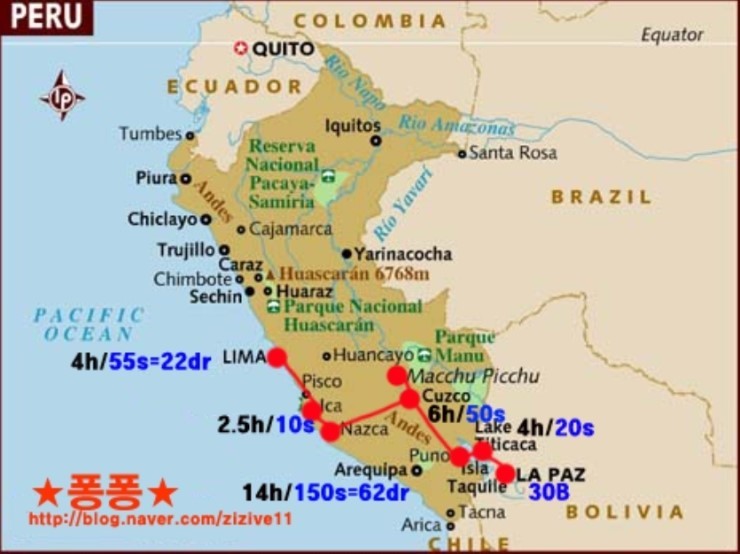 PERU
COLOMBIA
Equator
QUITO
ECUADOR
Rio Napo
LP
Tumbes
Iquitos
Rio Amazonas
Reserva
Nacional
Pacaya-
Samiria
Santa Rosa
Piura
Andes
Rio Yavari
BRAZIL
Chiclayo
Cajamarca
Trujillo
Yarinacocha
Caraz
Huascarán 6768m
Chimbote
Sechin
Huaraz
PACIFIC
OCEAN
Parque Nacional
Huascarán
Parque
Manu
4h/55s=22dr
LIMA
Huancayo
Macchu Picchu
Pisco
Cuzco
Ica
6h/50s
2.5h/10s
Nazca
Andes
Lake
Titicaca
4h/20s
Puno
Isla
Taqulle
Arequipa
LA PAZ
30B
14h/150s=62dr
★퐁퐁★
http://blog.naver.com/zizive11
Tacna
Arica
BOLIVIA
CHILE